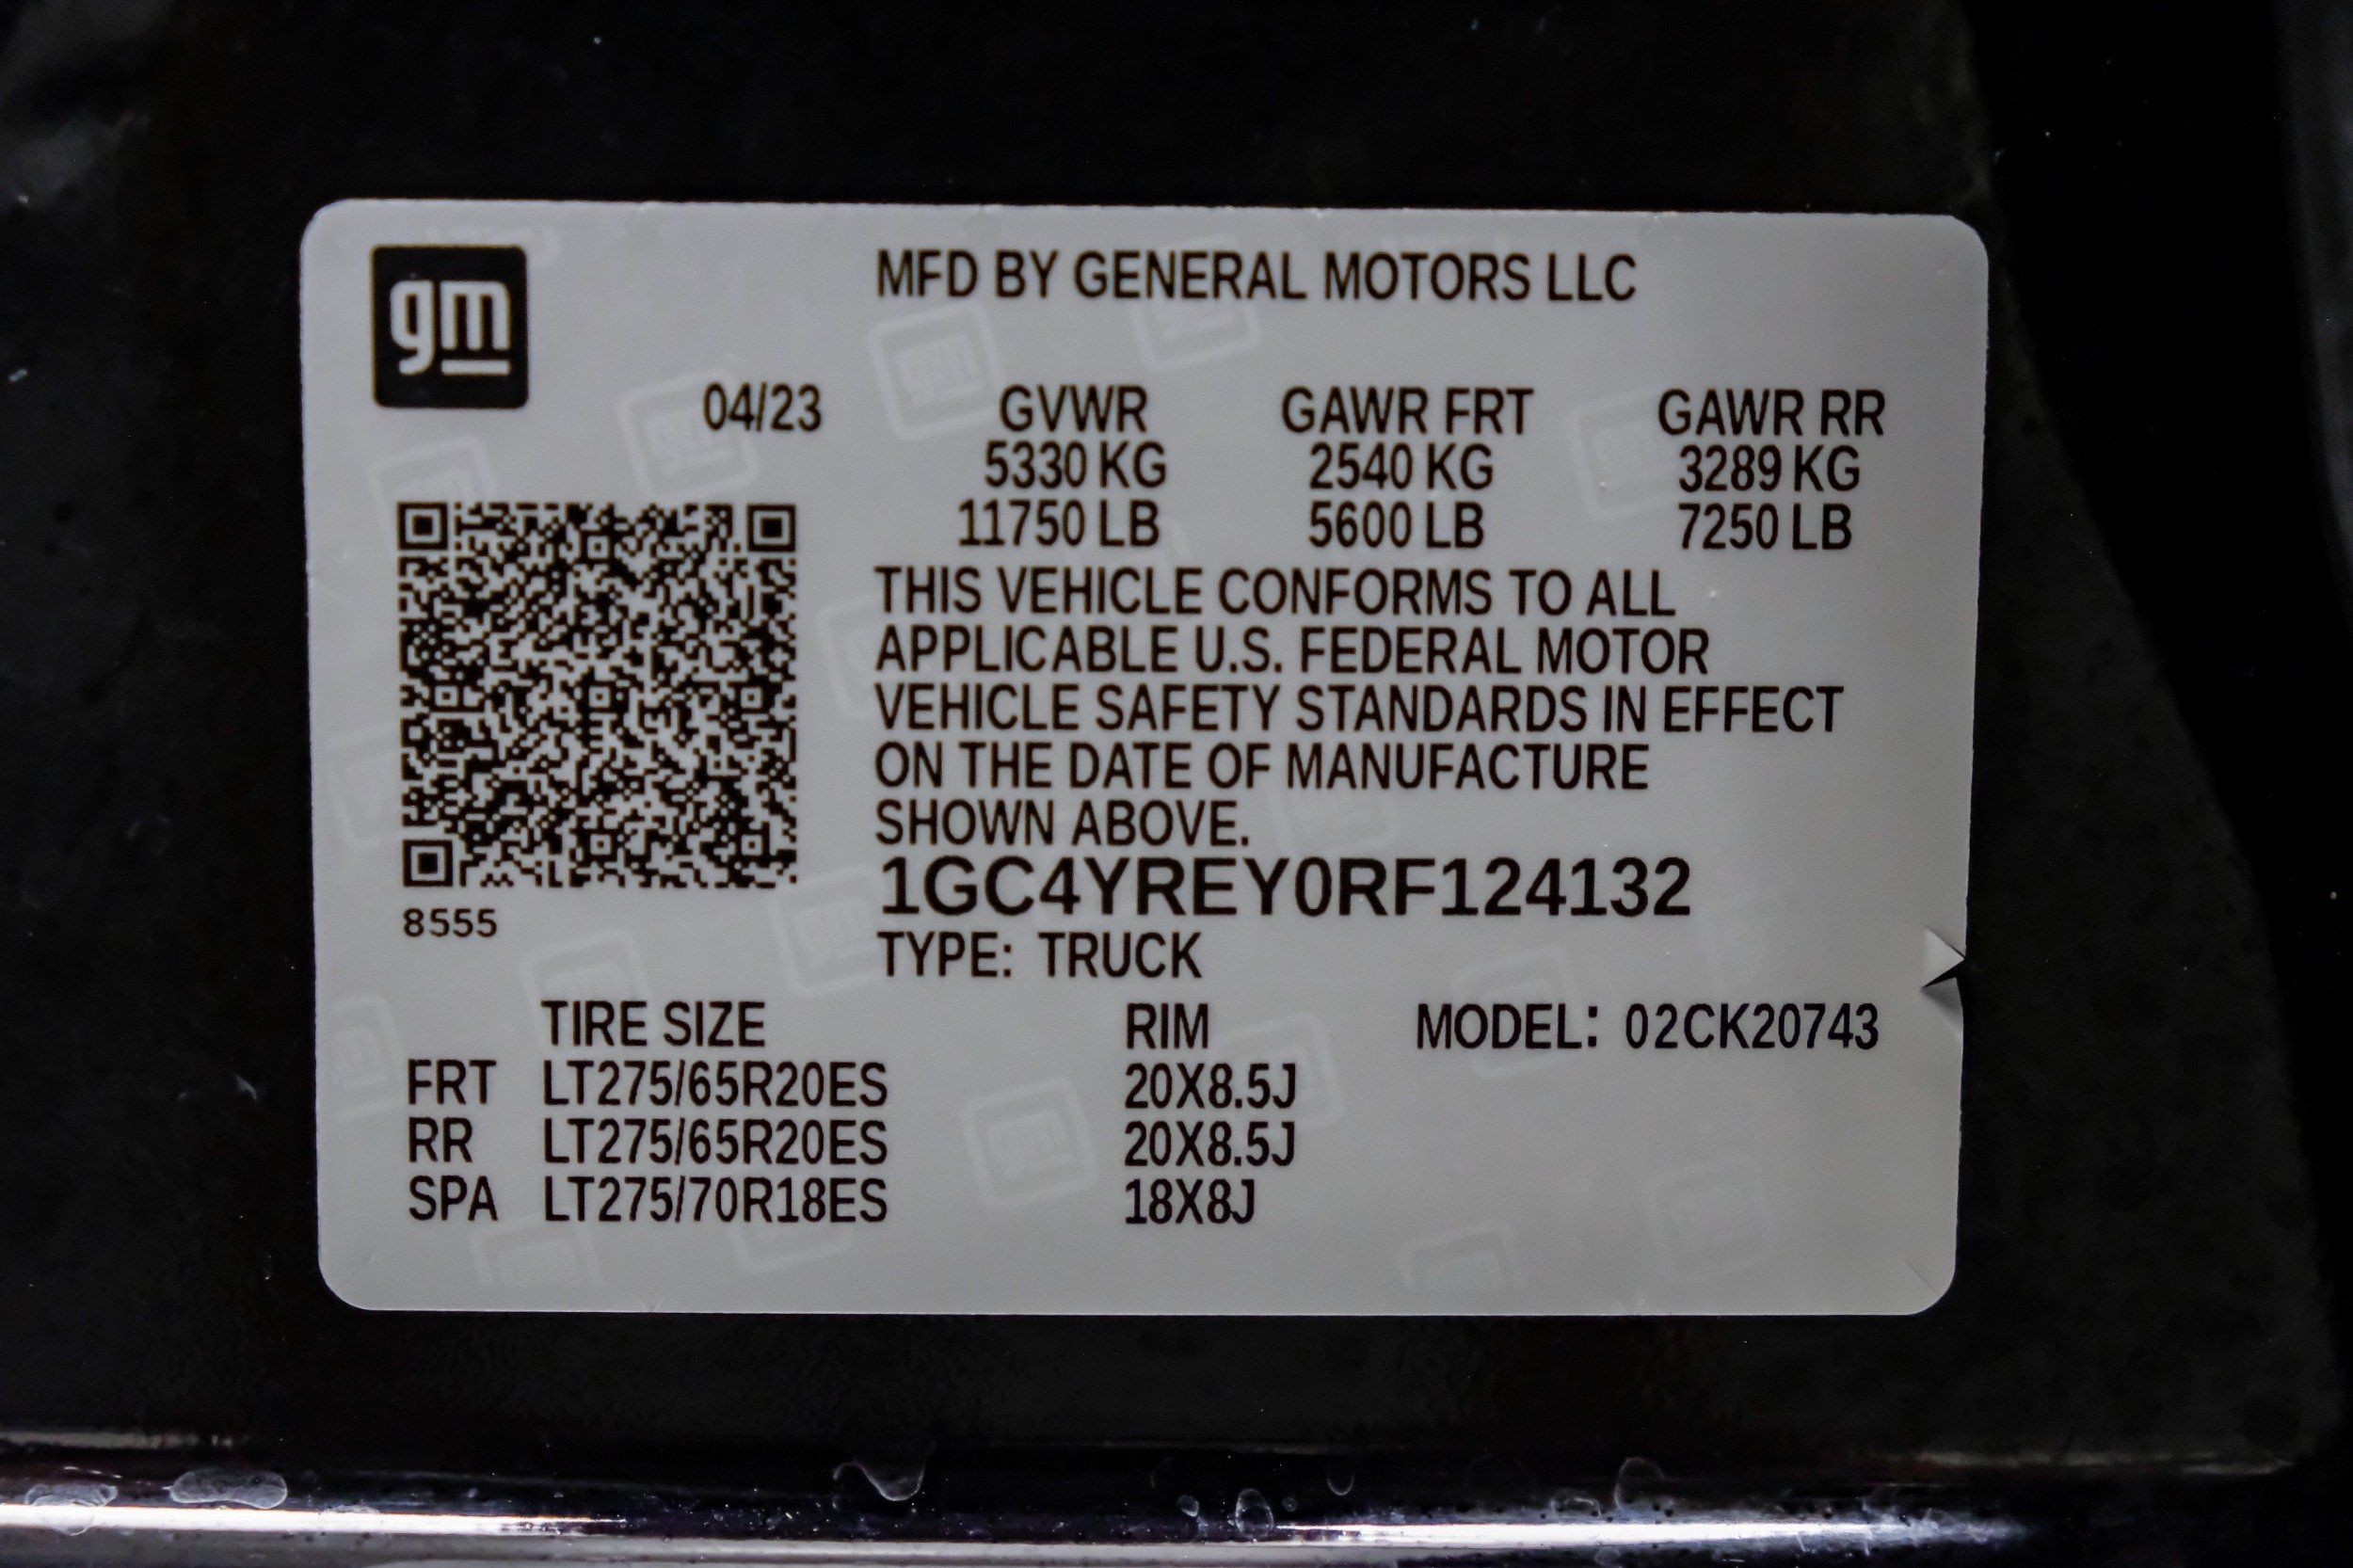 gm
MFD BY GENERAL MOTORS LLC
04/23 GVWR GAWR FRT GAWR RR
5330 KG 2540 KG 3289 KG
11750 LB 5600 LB 7250 LB
THIS VEHICLE CONFORMS TO ALL
APPLICABLE U.S. FEDERAL MOTOR
VEHICLE SAFETY STANDARDS IN EFFECT
ON THE DATE OF MANUFACTURE
SHOWN ABOVE.
1GC4YREY0RF124132
8555
TYPE: TRUCK
TIRE SIZE RIM MODEL: 02CK20743
FRT LT275/65R20ES 20X8.5J
RR LT275/65R20ES 20X8.5J
SPA LT275/70R18ES 18X8J